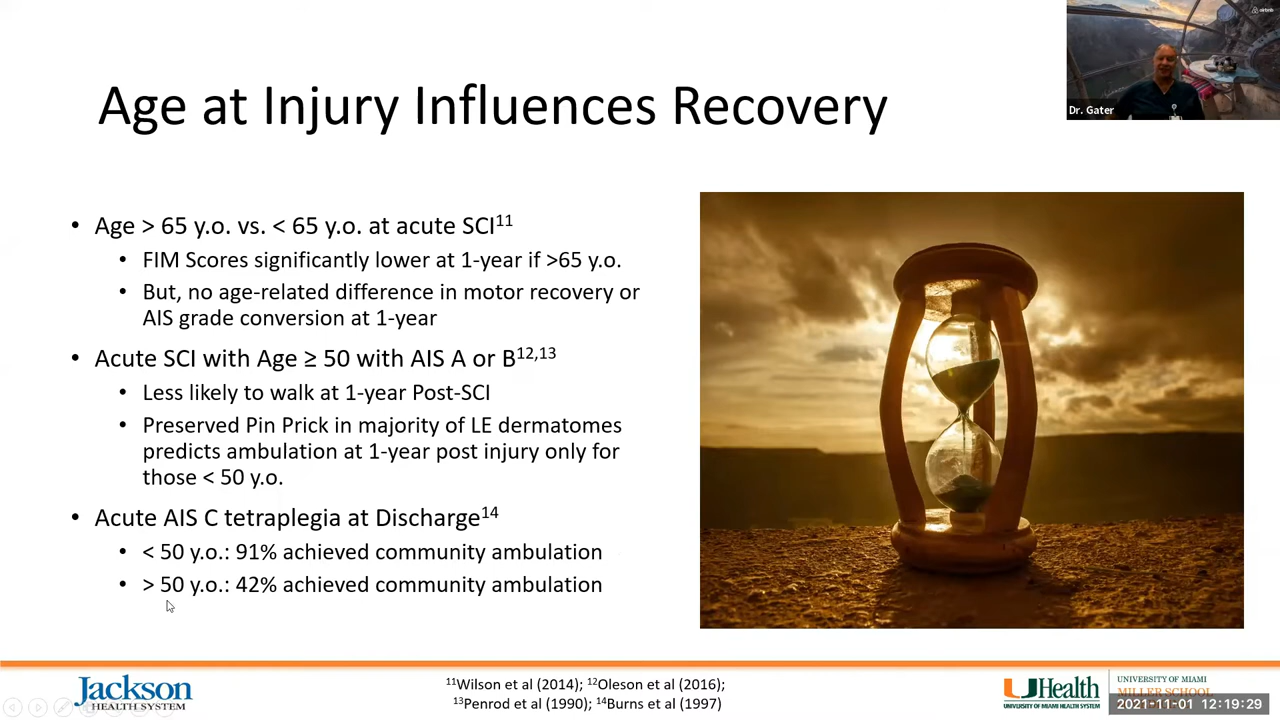 airbnb
Dr. Gater
Age at Injury Influences Recovery
• Age > 65 y.o. vs. < 65 y.o. at acute SCI¹¹
• FIM Scores significantly lower at 1-year if >65 y.o.
• But, no age-related difference in motor recovery or
AIS grade conversion at 1-year
• Acute SCI with Age ≥ 50 with AIS A or B¹²,¹³
• Less likely to walk at 1-year Post-SCI
• Preserved Pin Prick in majority of LE dermatomes
predicts ambulation at 1-year post injury only for
those < 50 y.o.
• Acute AIS C tetraplegia at Discharge¹⁴
• < 50 y.o.: 91% achieved community ambulation
• > 50 y.o.: 42% achieved community ambulation
Jackson
HEALTH SYSTEM
¹¹Wilson et al (2014); ¹²Oleson et al (2016);
¹³Penrod et al (1990); ¹⁴Burns et al (1997)
UHealth
UNIVERSITY OF MIAMI HEALTH SYSTEM
UNIVERSITY OF MIAMI
MILLER SCHOOL
2021-11-01 12:19:29